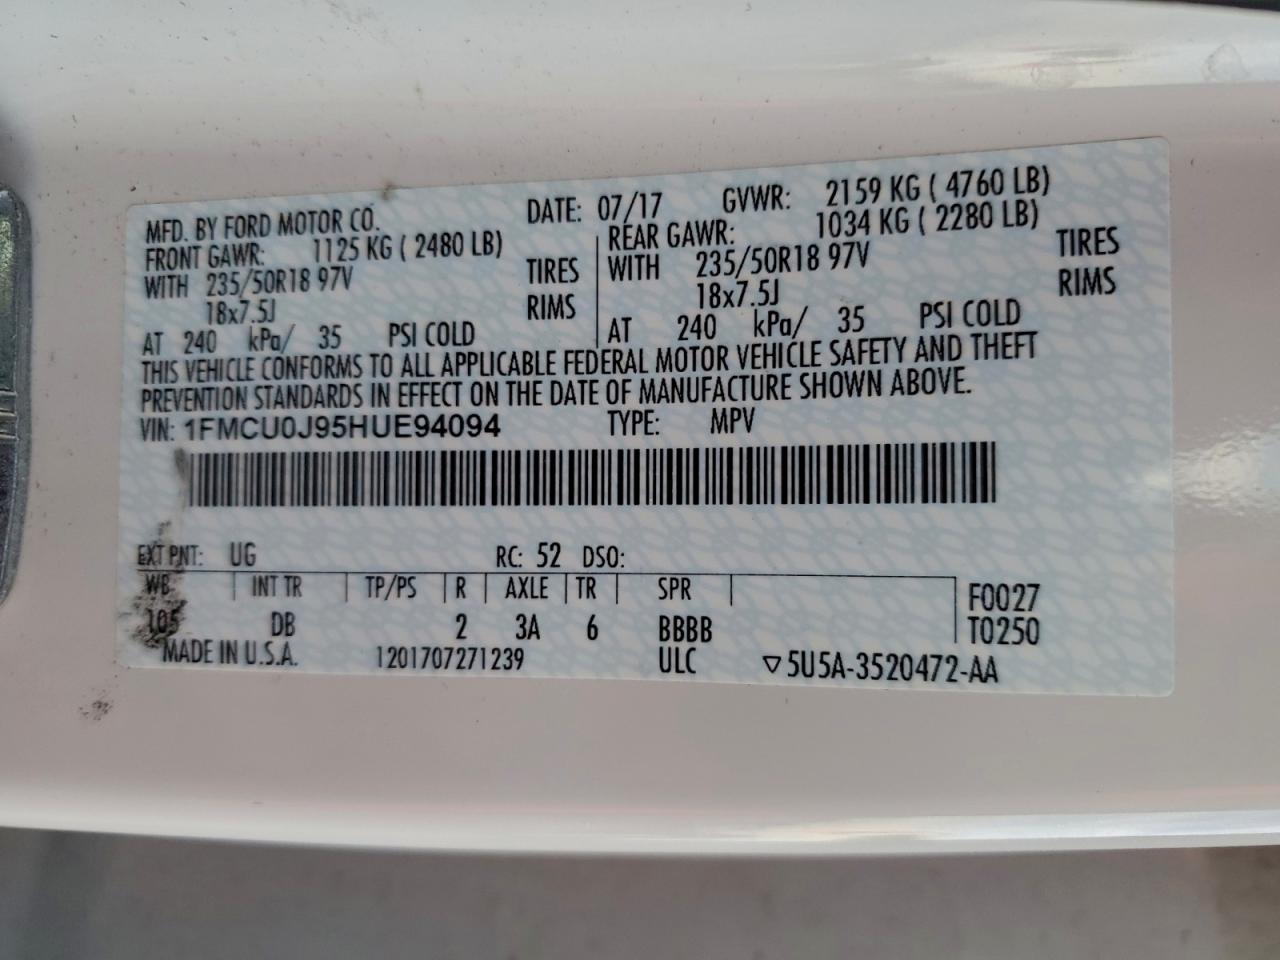 MFD. BY FORD MOTOR CO. DATE: 07/17 GVWR: 2159 KG ( 4760 LB)
FRONT GAWR: 1125 KG ( 2480 LB) REAR GAWR: 1034 KG ( 2280 LB)
WITH 235/50R18 97V TIRES WITH 235/50R18 97V TIRES
18x7.5J RIMS 18x7.5J RIMS
AT 240 kPa/ 35 PSI COLD AT 240 kPa/ 35 PSI COLD
THIS VEHICLE CONFORMS TO ALL APPLICABLE FEDERAL MOTOR VEHICLE SAFETY AND THEFT
PREVENTION STANDARDS IN EFFECT ON THE DATE OF MANUFACTURE SHOWN ABOVE.
VIN: 1FMCU0J95HUE94094 TYPE: MPV
EXT PNT: UG RC: 52 DSO:
WB INT TR TP/PS R AXLE TR SPR F0027
105 DB 2 3A 6 BBBB T0250
MADE IN U.S.A. 1201707271239 ULC ▽5U5A-3520472-AA